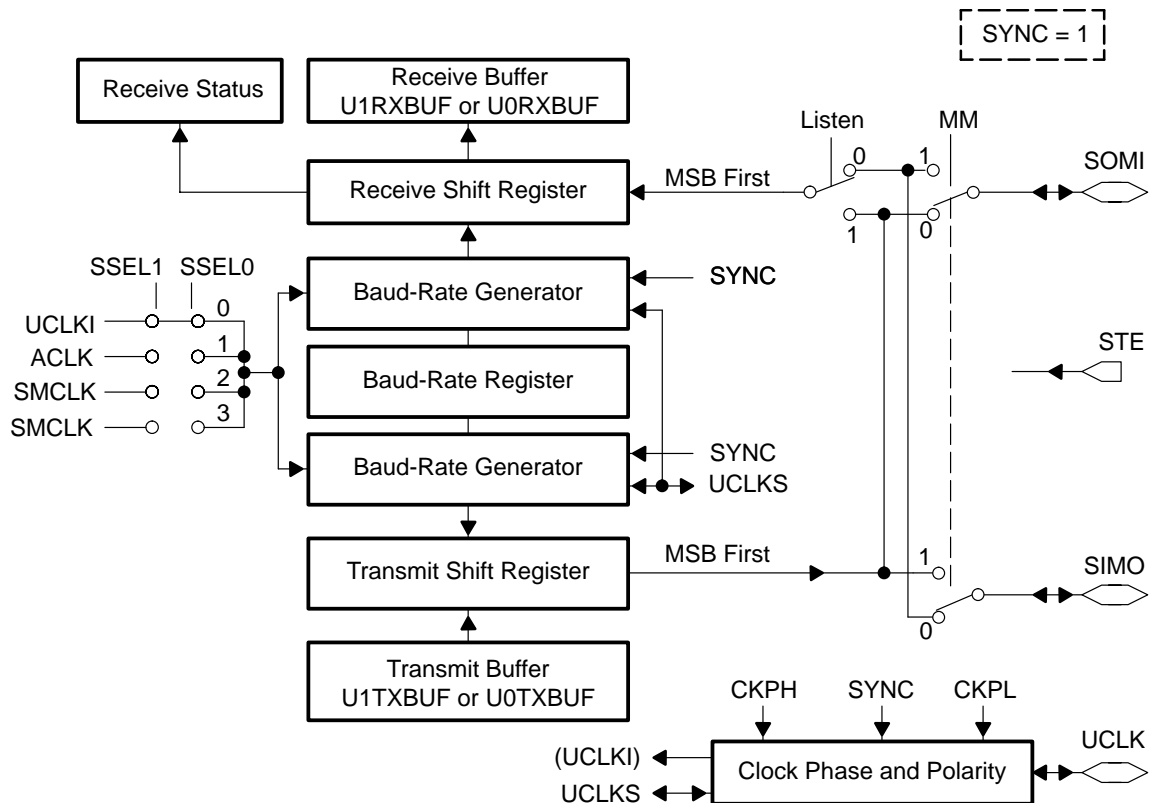 SYNC = 1
Receive Status
Receive Buffer
U1RXBUF or U0RXBUF
Listen
MM
0
1
SOMI
Receive Shift Register
MSB First
1
0
SSEL1
SSEL0
Baud-Rate Generator
SYNC
0
UCLKI
1
ACLK
STE
2
SMCLK
Baud-Rate Register
3
SMCLK
Baud-Rate Generator
SYNC
UCLKS
Transmit Shift Register
MSB First
1
SIMO
0
Transmit Buffer
U1TXBUF or U0TXBUF
CKPH
SYNC
CKPL
UCLK
(UCLKI)
Clock Phase and Polarity
UCLKS